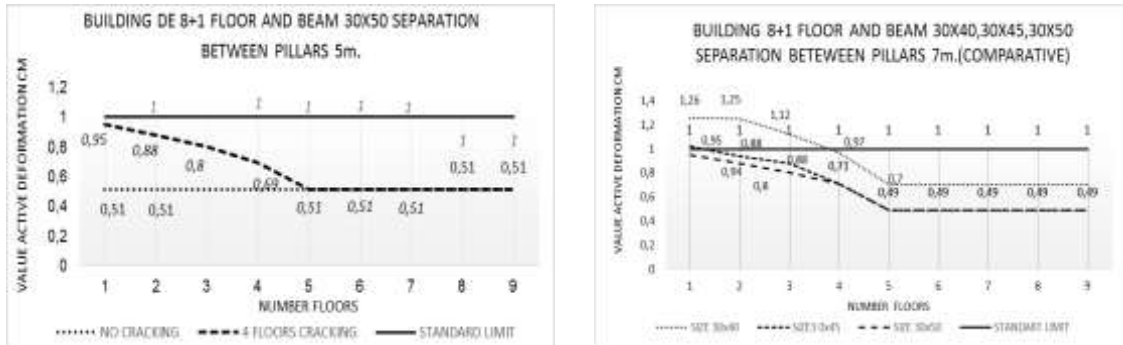 BUILDING DE 8+1 FLOOR AND BEAM 30X50 SEPARATION
BETWEEN PILLARS 5m.
VALUE ACTIVE DEFORMATION CM
1,2
1
0,8
0,6
0,4
0,2
0
1 1 1 1 1 1 1
0,95 0,88 0,8 0,69 0,51 0,51 0,51 0,51 0,51
0,51 0,51
1 2 3 4 5 6 7 8 9
NUMBER FLOORS
NO CRACKING 4 FLOORS CRACKING STANDARD LIMIT
BUILDING 8+1 FLOOR AND BEAM 30X40,30X45,30X50
SEPARATION BETEWEEN PILLARS 7m.(COMPARATIVE)
VALUE ACTIVE DEFORMATION CM
1,4
1,2
1
0,8
0,6
0,4
0,2
0
1,26 1,25 1,12 0,97 0,7
1 1 1 1 1 1 1 1 1
0,95 0,88 0,88 0,71
0,94 0,8 0,49 0,49 0,49 0,49 0,49
1 2 3 4 5 6 7 8 9
NUMBER FLOORS
SIZE 30x40 SIZE30x45 SIZE 30x50 STANDART LIMIT